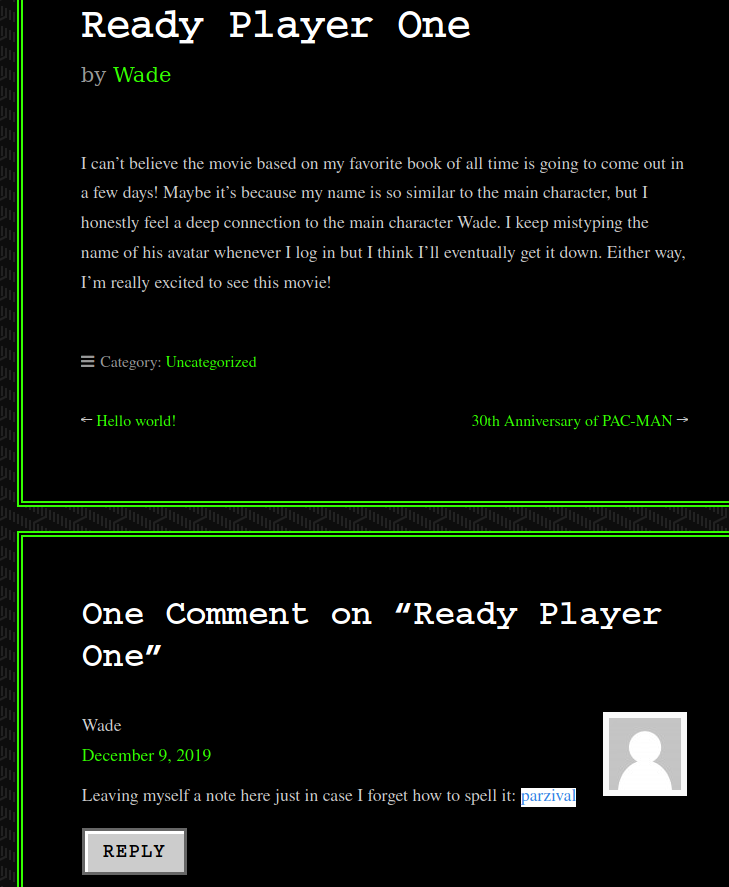 Ready Player One
by Wade
I can’t believe the movie based on my favorite book of all time is going to come out in
a few days! Maybe it’s because my name is so similar to the main character, but I
honestly feel a deep connection to the main character Wade. I keep mistyping the
name of his avatar whenever I log in but I think I’ll eventually get it down. Either way,
I’m really excited to see this movie!
Category: Uncategorized
← Hello world!
30th Anniversary of PAC-MAN →
One Comment on “Ready Player
One”
Wade
December 9, 2019
Leaving myself a note here just in case I forget how to spell it: parzival
REPLY